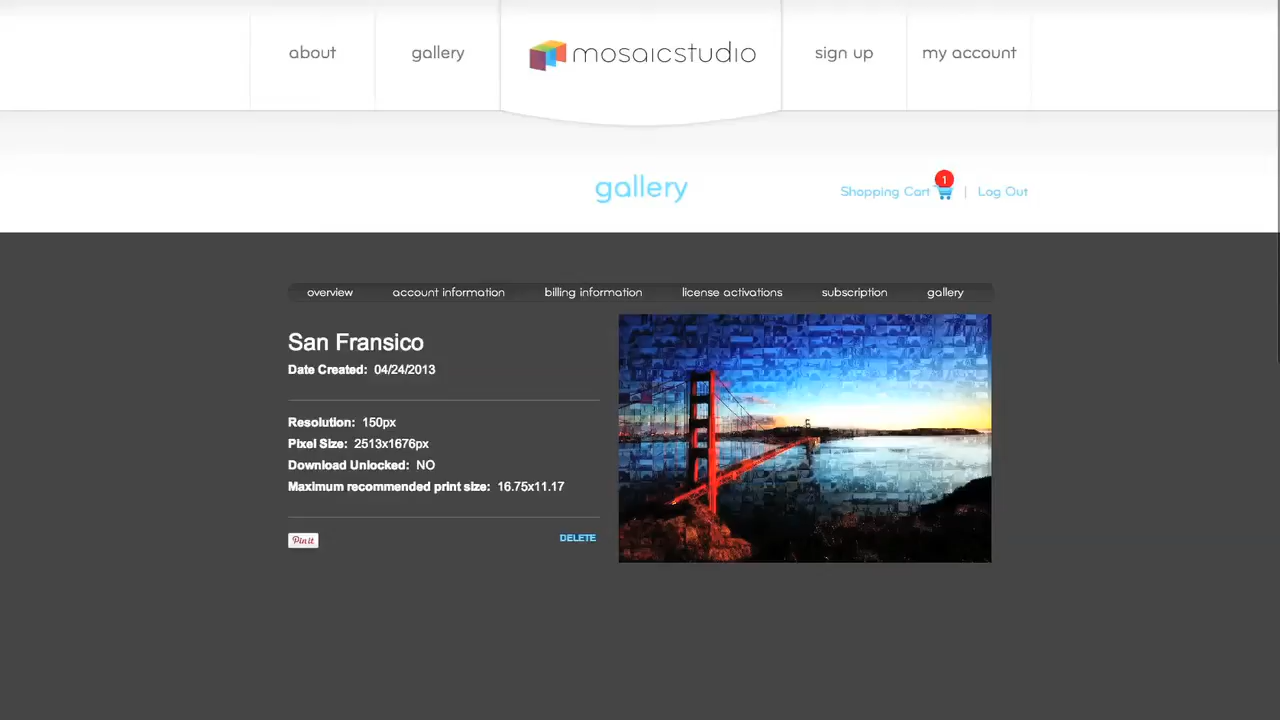 about
gallery
mosaicstudio
sign up
my account
gallery
Shopping Cart 1 | Log Out
overview
account information
billing information
license activations
subscription
gallery
San Fransico
Date Created: 04/24/2013
Resolution: 150px
Pixel Size: 2513x1676px
Download Unlocked: NO
Maximum recommended print size: 16.75x11.17
Pin it
DELETE